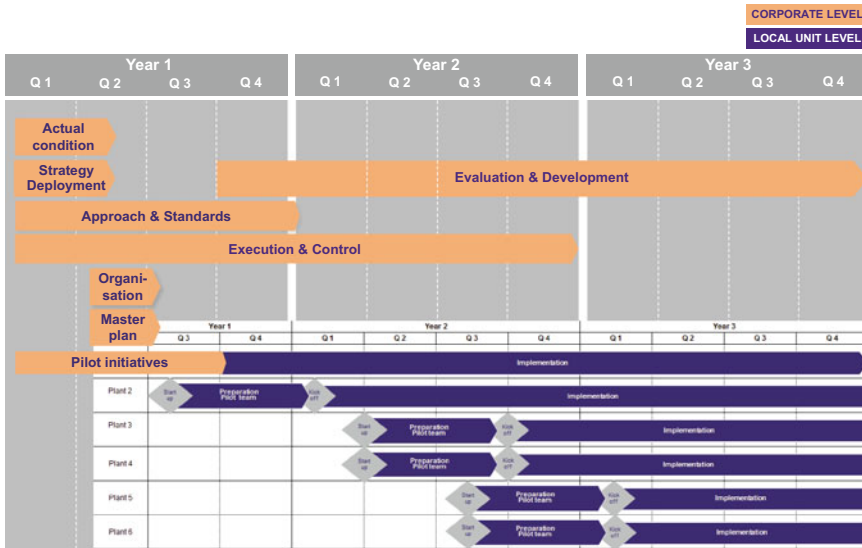 CORPORATE LEVEL
LOCAL UNIT LEVEL
Year 1 Year 2 Year 3
Q 1 Q 2 Q 3 Q 4 Q 1 Q 2 Q 3 Q 4 Q 1 Q 2 Q 3 Q 4
Actual
condition
Strategy
Deployment
Evaluation & Development
Approach & Standards
Execution & Control
Organi-
sation
Master
plan
Year 1 Year 2 Year 3
Q 3 Q 4 Q 1 Q 2 Q 3 Q 4 Q 1 Q 2 Q 3 Q 4
Pilot initiatives Implementation
Plant 2 Start
up Preparation
Pilot team Kick
off Implementation
Plant 3 Start
up Preparation
Pilot team Kick
off Implementation
Plant 4 Start
up Preparation
Pilot team Kick
off Implementation
Plant 5 Start
up Preparation
Pilot team Kick
off Implementation
Plant 6 Start
up Preparation
Pilot team Kick
off Implementation